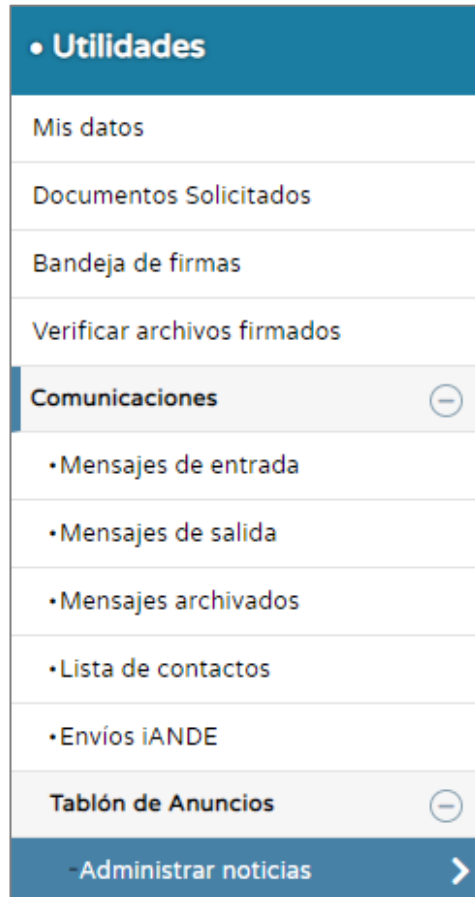 • Utilidades
Mis datos
Documentos Solicitados
Bandeja de firmas
Verificar archivos firmados
Comunicaciones
•Mensajes de entrada
•Mensajes de salida
•Mensajes archivados
•Lista de contactos
•Envíos iANDE
Tablón de Anuncios
-Administrar noticias